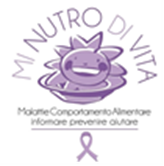 MI NUTRO DI VITA
Malattie Comportamento Alimentare
informare prevenire aiutare